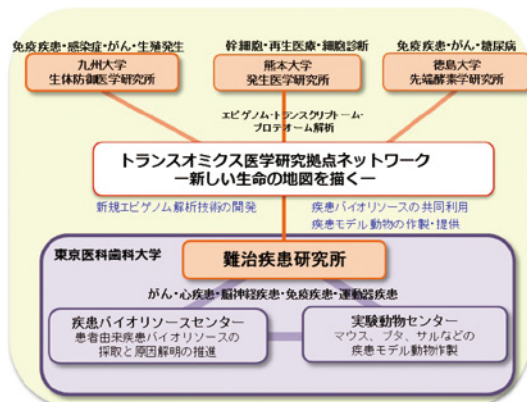 免疫疾患・感染症・がん・生殖発生
九州大学
生体防御医学研究所
幹細胞・再生医療・細胞診断
熊本大学
発生医学研究所
免疫疾患・がん・糖尿病
徳島大学
先端酵素学研究所
エピゲノム・トランスクリプトーム・
プロテオーム解析
トランスオミクス医学研究拠点ネットワーク
ー新しい生命の地図を描くー
新規エピゲノム解析技術の開発
疾患バイオリソースの共同利用
疾患モデル動物の作製・提供
東京医科歯科大学
難治疾患研究所
がん・心疾患・脳神経疾患・免疫疾患・運動器疾患
疾患バイオリソースセンター
患者由来疾患バイオリソースの
採取と原因解明の推進
実験動物センター
マウス、ブタ、サルなどの
疾患モデル動物作製